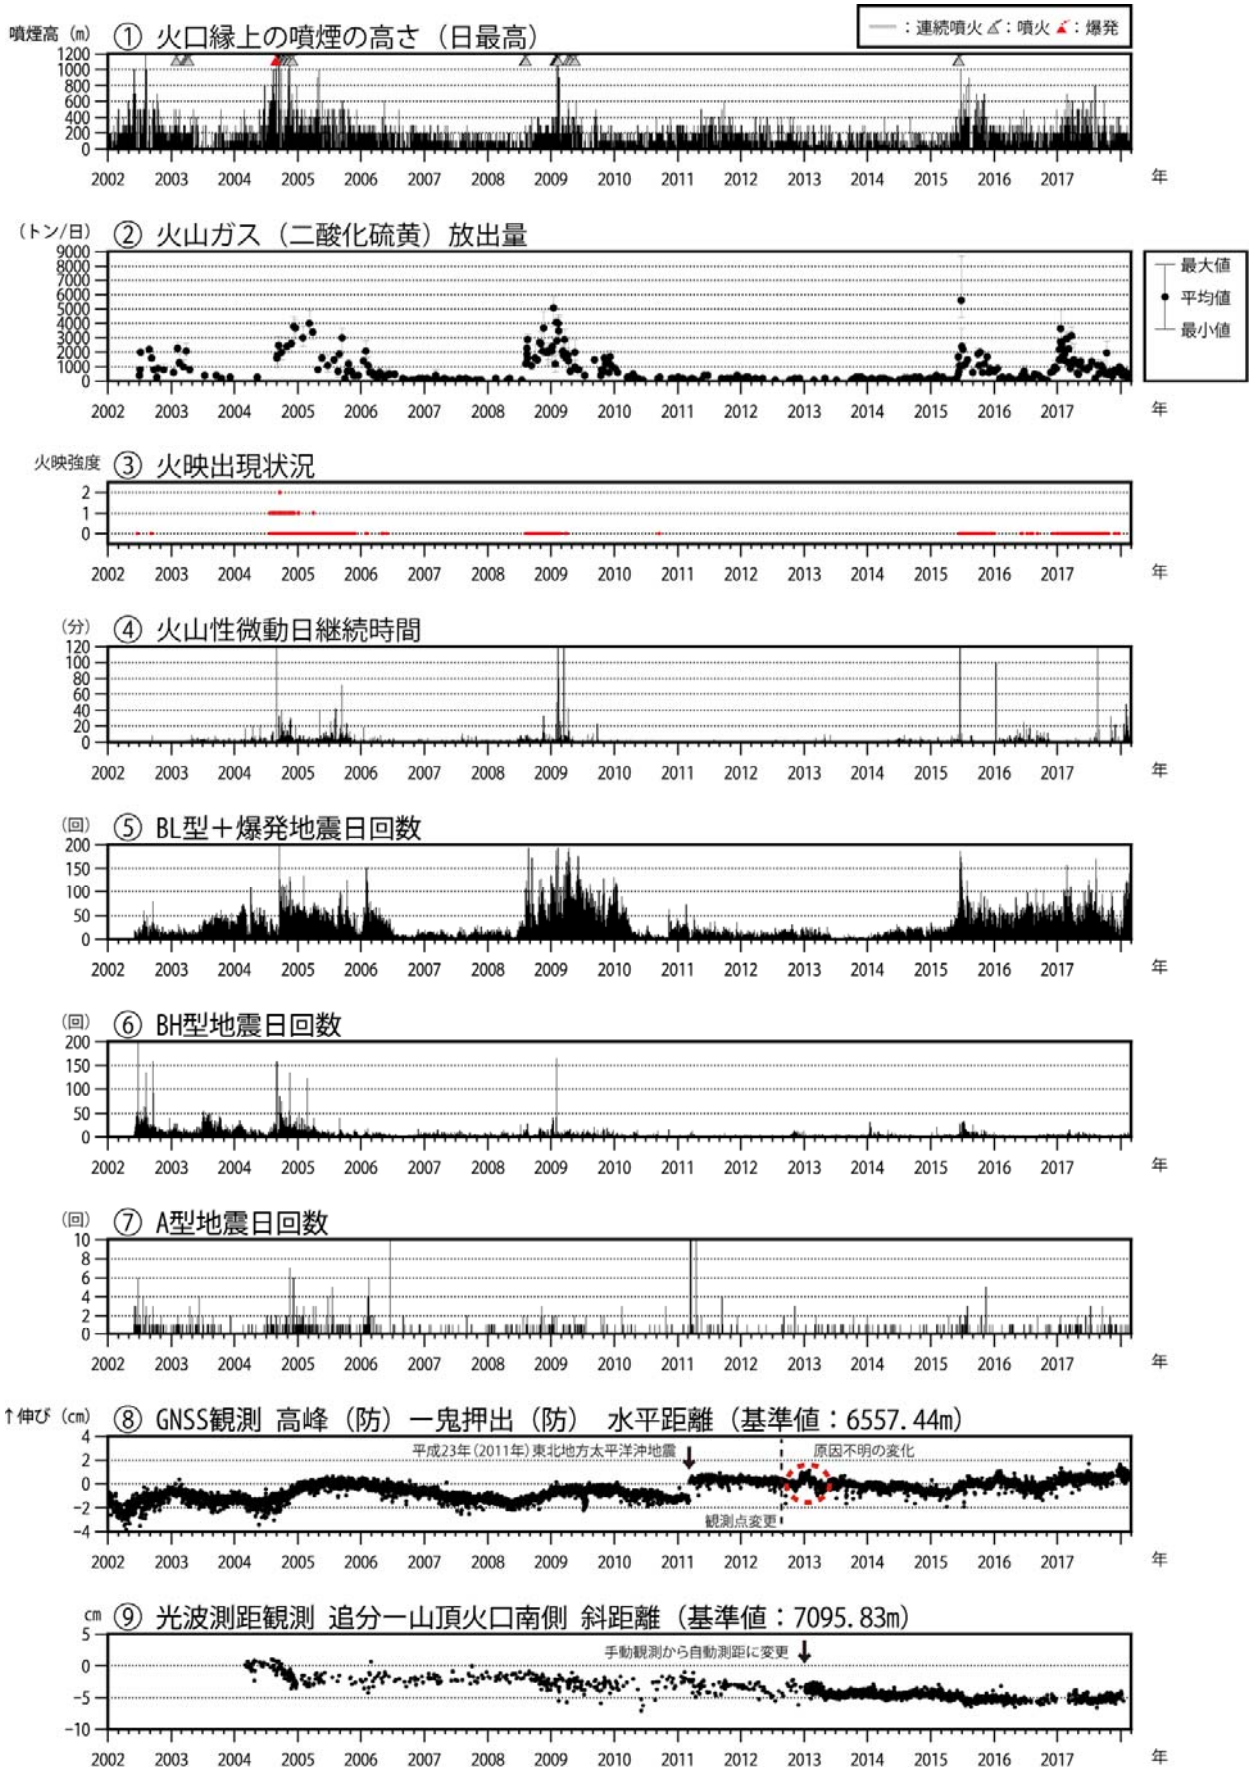 噴煙高 (m) ① 火口縁上の噴煙の高さ（日最高）
―：連続噴火 ：噴火 ：爆発
1200
1000
800
600
400
200
0
2002 2003 2004 2005 2006 2007 2008 2009 2010 2011 2012 2013 2014 2015 2016 2017 年
(トン/日) ② 火山ガス（二酸化硫黄）放出量
9000
8000
7000
6000
5000
4000
3000
2000
1000
0
最大値
平均値
最小値
2002 2003 2004 2005 2006 2007 2008 2009 2010 2011 2012 2013 2014 2015 2016 2017 年
火映強度 ③ 火映出現状況
2
1
0
2002 2003 2004 2005 2006 2007 2008 2009 2010 2011 2012 2013 2014 2015 2016 2017 年
(分) ④ 火山性微動日継続時間
120
100
80
60
40
20
0
2002 2003 2004 2005 2006 2007 2008 2009 2010 2011 2012 2013 2014 2015 2016 2017 年
(回) ⑤ BL型＋爆発地震日回数
200
150
100
50
0
2002 2003 2004 2005 2006 2007 2008 2009 2010 2011 2012 2013 2014 2015 2016 2017 年
(回) ⑥ BH型地震日回数
200
150
100
50
0
2002 2003 2004 2005 2006 2007 2008 2009 2010 2011 2012 2013 2014 2015 2016 2017 年
(回) ⑦ A型地震日回数
10
8
6
4
2
0
2002 2003 2004 2005 2006 2007 2008 2009 2010 2011 2012 2013 2014 2015 2016 2017 年
↑伸び (cm) ⑧ GNSS観測 高峰（防）ー鬼押出（防） 水平距離（基準値：6557.44m）
4
2
0
−2
−4
平成23年(2011年)東北地方太平洋沖地震
原因不明の変化
観測点変更
2002 2003 2004 2005 2006 2007 2008 2009 2010 2011 2012 2013 2014 2015 2016 2017 年
cm ⑨ 光波測距観測 追分ー山頂火口南側 斜距離（基準値：7095.83m）
5
0
−5
−10
手動観測から自動測距に変更
2002 2003 2004 2005 2006 2007 2008 2009 2010 2011 2012 2013 2014 2015 2016 2017 年